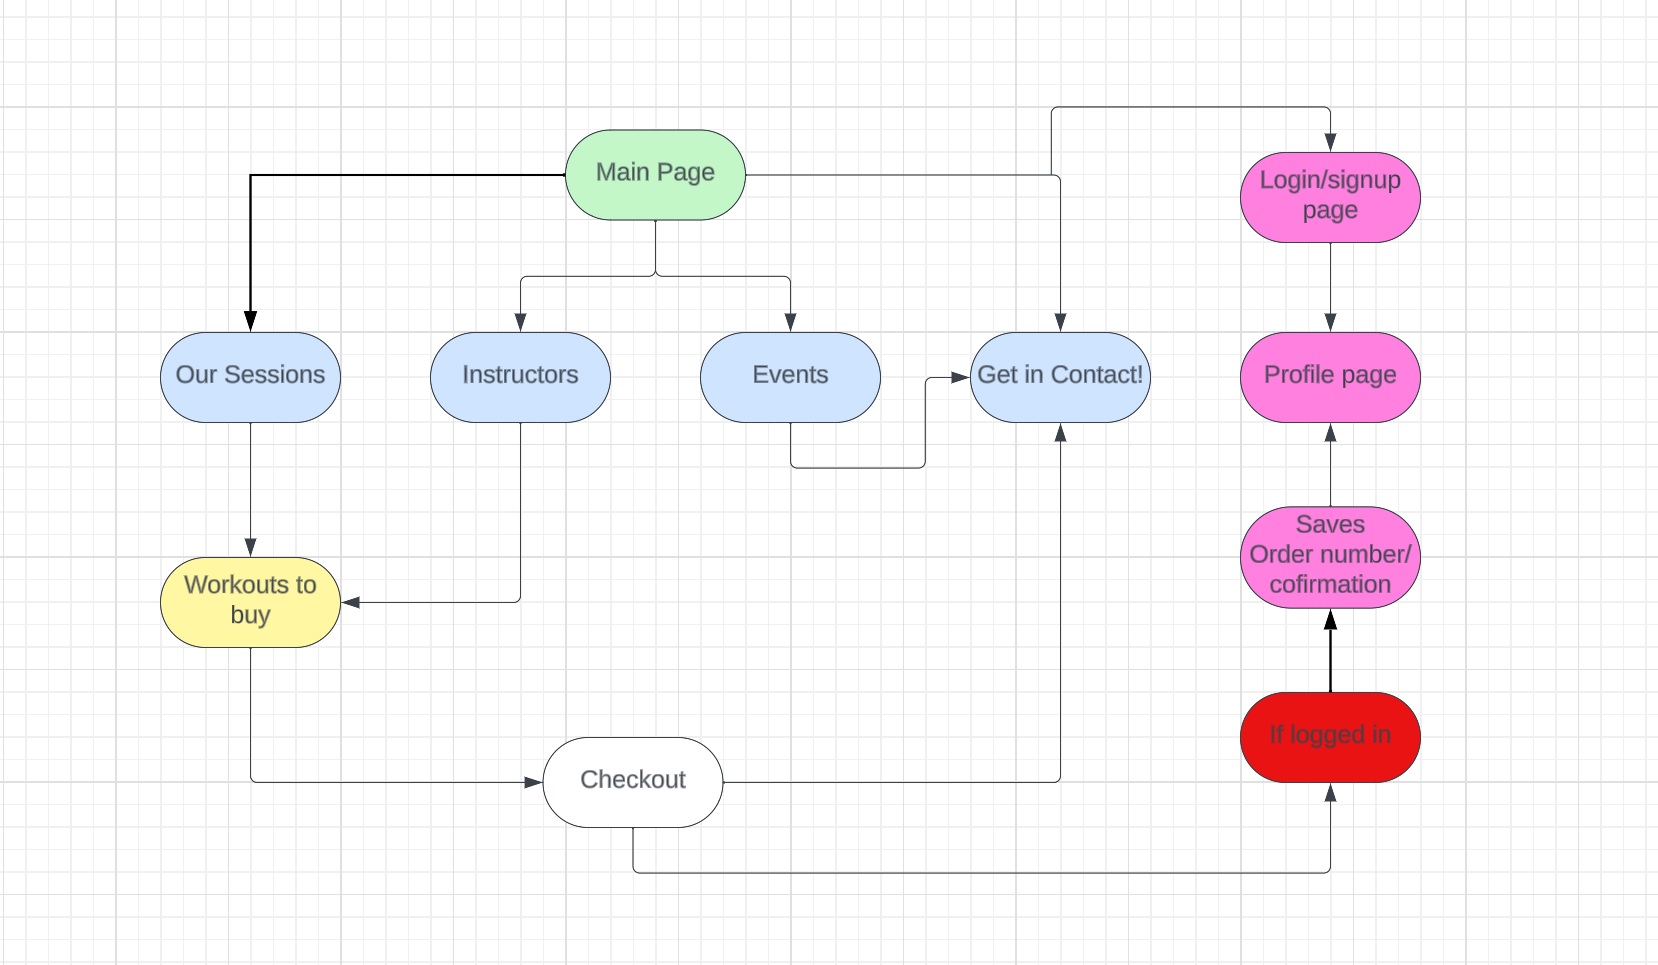 Main Page
Login/signup
page
Our Sessions
Instructors
Events
Get in Contact!
Profile page
Workouts to
buy
Saves
Order number/
cofirmation
If logged in
Checkout